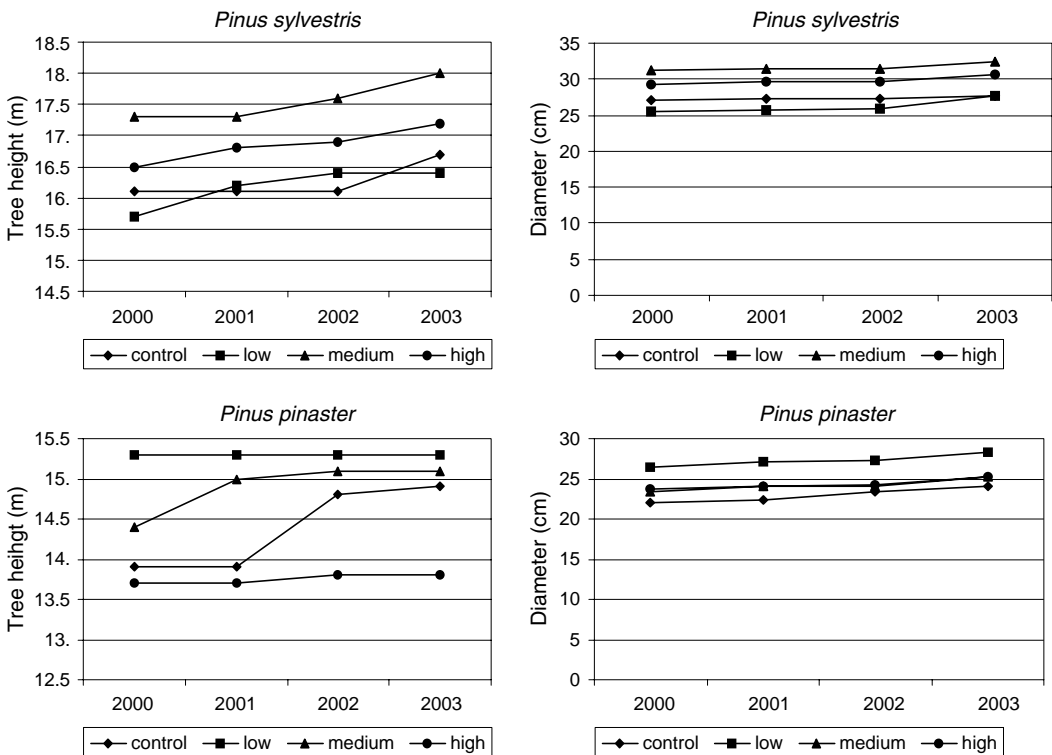 Pinus sylvestris
Tree height (m)
18.5
18.
17.5
17.
16.5
16.
15.5
15.
14.5
2000 2001 2002 2003
control low medium high
Pinus sylvestris
Diameter (cm)
35
30
25
20
15
10
5
0
2000 2001 2002 2003
control low medium high
Pinus pinaster
Tree heihgt (m)
15.5
15.
14.5
14.
13.5
13.
12.5
2000 2001 2002 2003
control low medium high
Pinus pinaster
Diameter (cm)
30
25
20
15
10
5
0
2000 2001 2002 2003
control low medium high